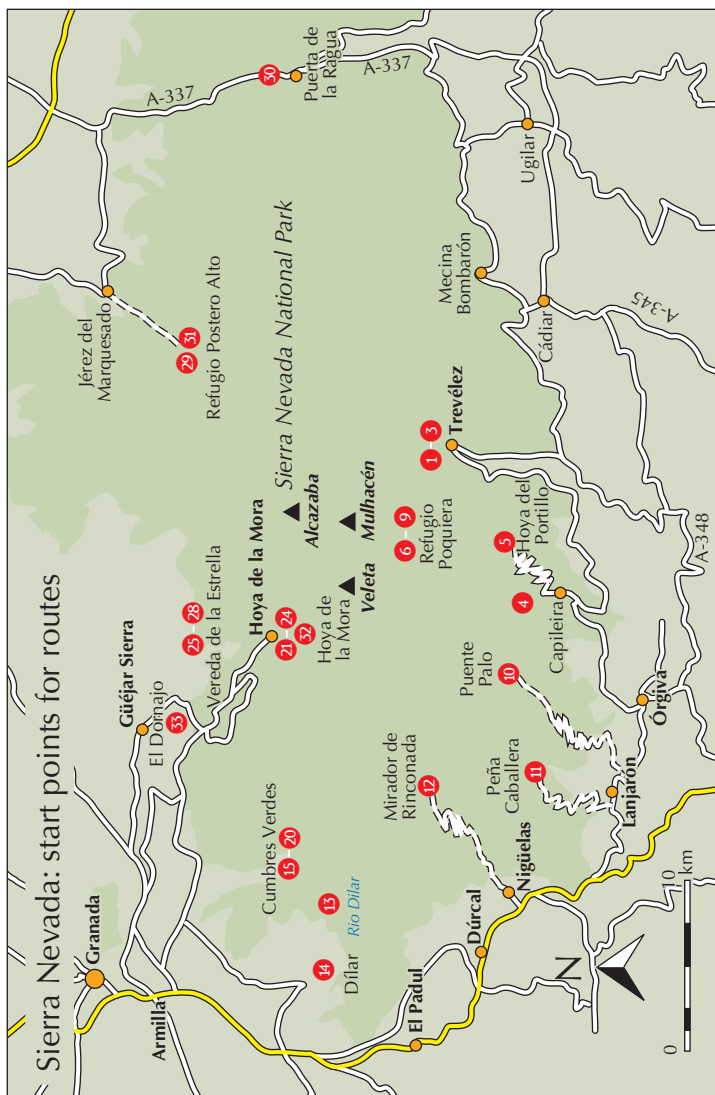 Sierra Nevada: start points for routes
Granada
Armilla
Güéjar Sierra
El Dornajo
33
25
28
Vereda de la Estrella
Hoya de la Mora
21
24
32
Hoya de
la Mora
Cumbres Verdes
15
20
13
Rio Dilar
14
Dílar
El Padul
Dúrcal
Nigüelas
Mirador de
Rinconada
12
Peña
Caballera
11
Lanjarón
Puente
Palo
10
Órgiva
Capileira
4
5
Hoya del
Portillo
6
9
Refugio
Poquiera
Veleta
Mulhacén
Alcazaba
Sierra Nevada National Park
1
3
Trevélez
Jérez del
Marquesado
29
31
Refugio Postero Alto
A-337
30
Puerta de
la Ragua
A-337
Mecina
Bombarón
Ugilar
Cádiar
A-345
A-348
N
0
10
km